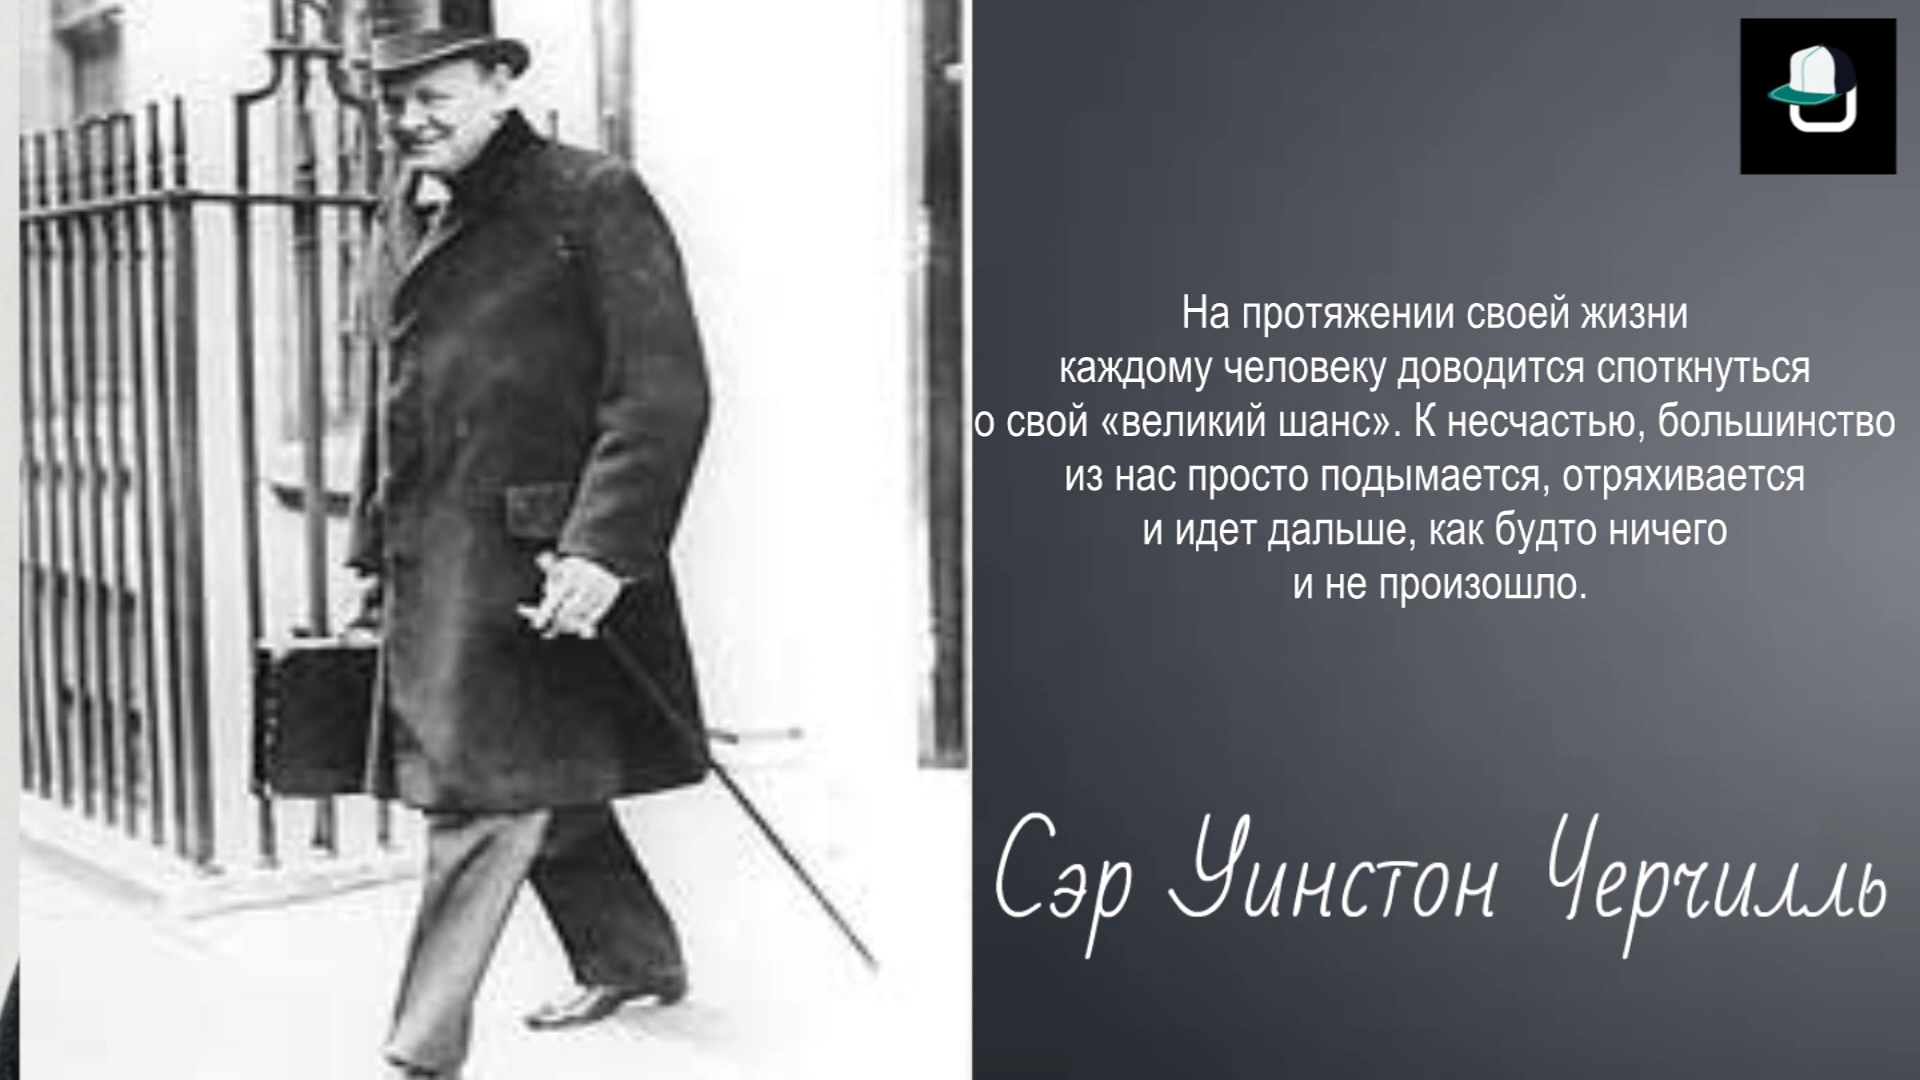 На протяжении своей жизни
каждому человеку доводится споткнуться
о свой «великий шанс». К несчастью, большинство
из нас просто подымается, отряхивается
и идет дальше, как будто ничего
и не произошло.
Сэр Уинстон Черчилль